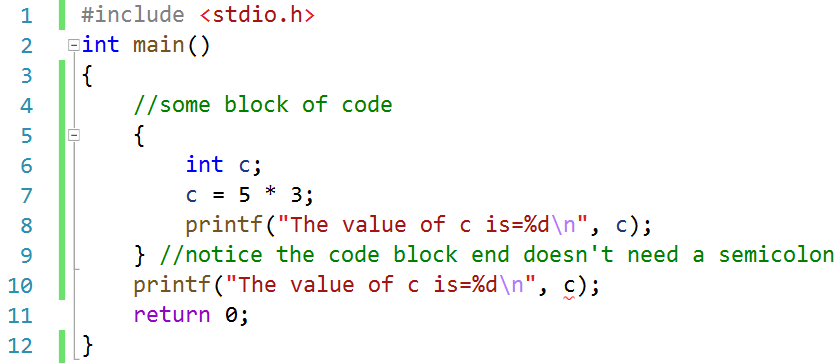 1 #include <stdio.h>
2 int main()
3 {
4 //some block of code
5 {
6 int c;
7 c = 5 * 3;
8 printf("The value of c is=%d\n", c);
9 } //notice the code block end doesn't need a semicolon
10 printf("The value of c is=%d\n", c);
11 return 0;
12 }